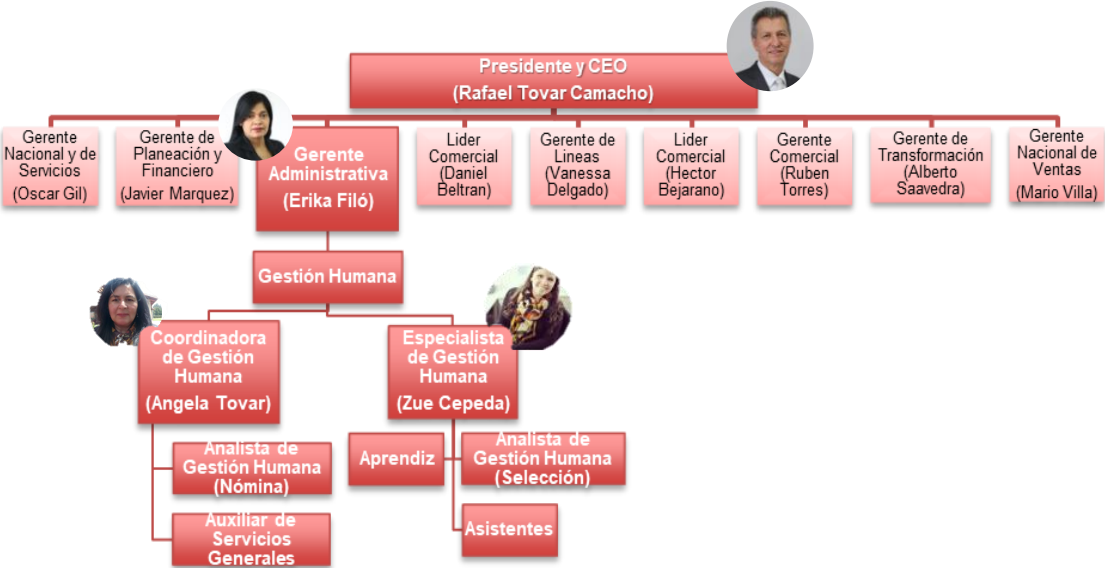 Presidente y CEO
(Rafael Tovar Camacho)
Gerente
Nacional y de
Servicios
(Oscar Gil)
Gerente de
Planeación y
Financiero
(Javier Marquez)
Gerente
Administrativa
(Erika Filó)
Lider
Comercial
(Daniel
Beltran)
Gerente de
Lineas
(Vanessa
Delgado)
Lider
Comercial
(Hector
Bejarano)
Gerente
Comercial
(Ruben
Torres)
Gerente de
Transformación
(Alberto
Saavedra)
Gerente
Nacional de
Ventas
(Mario Villa)
Gestión Humana
Coordinadora
de Gestión
Humana
(Angela Tovar)
Especialista
de Gestión
Humana
(Zue Cepeda)
Analista de
Gestión Humana
(Nómina)
Auxiliar de
Servicios
Generales
Aprendiz
Analista de
Gestión Humana
(Selección)
Asistentes